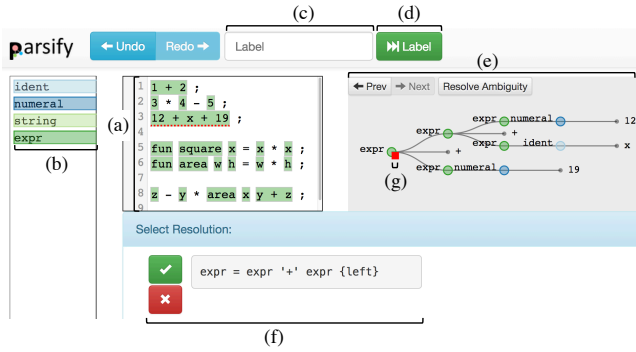 (c)
(d)
parsify
Undo
Redo
Label
Label
(e)
ident
numeral
string
expr
(b)
(a)
1 1 + 2 ;
2 3 * 4 - 5 ;
3 12 + x + 19 ;
4
5 fun square x = x * x ;
6 fun area w h = w * h ;
7
8 z - y * area x y + z ;
9
Prev
Next
Resolve Ambiguity
expr
expr
expr
numeral
12
+
expr
ident
x
+
expr
numeral
19
(g)
Select Resolution:
expr = expr '+' expr {left}
(f)